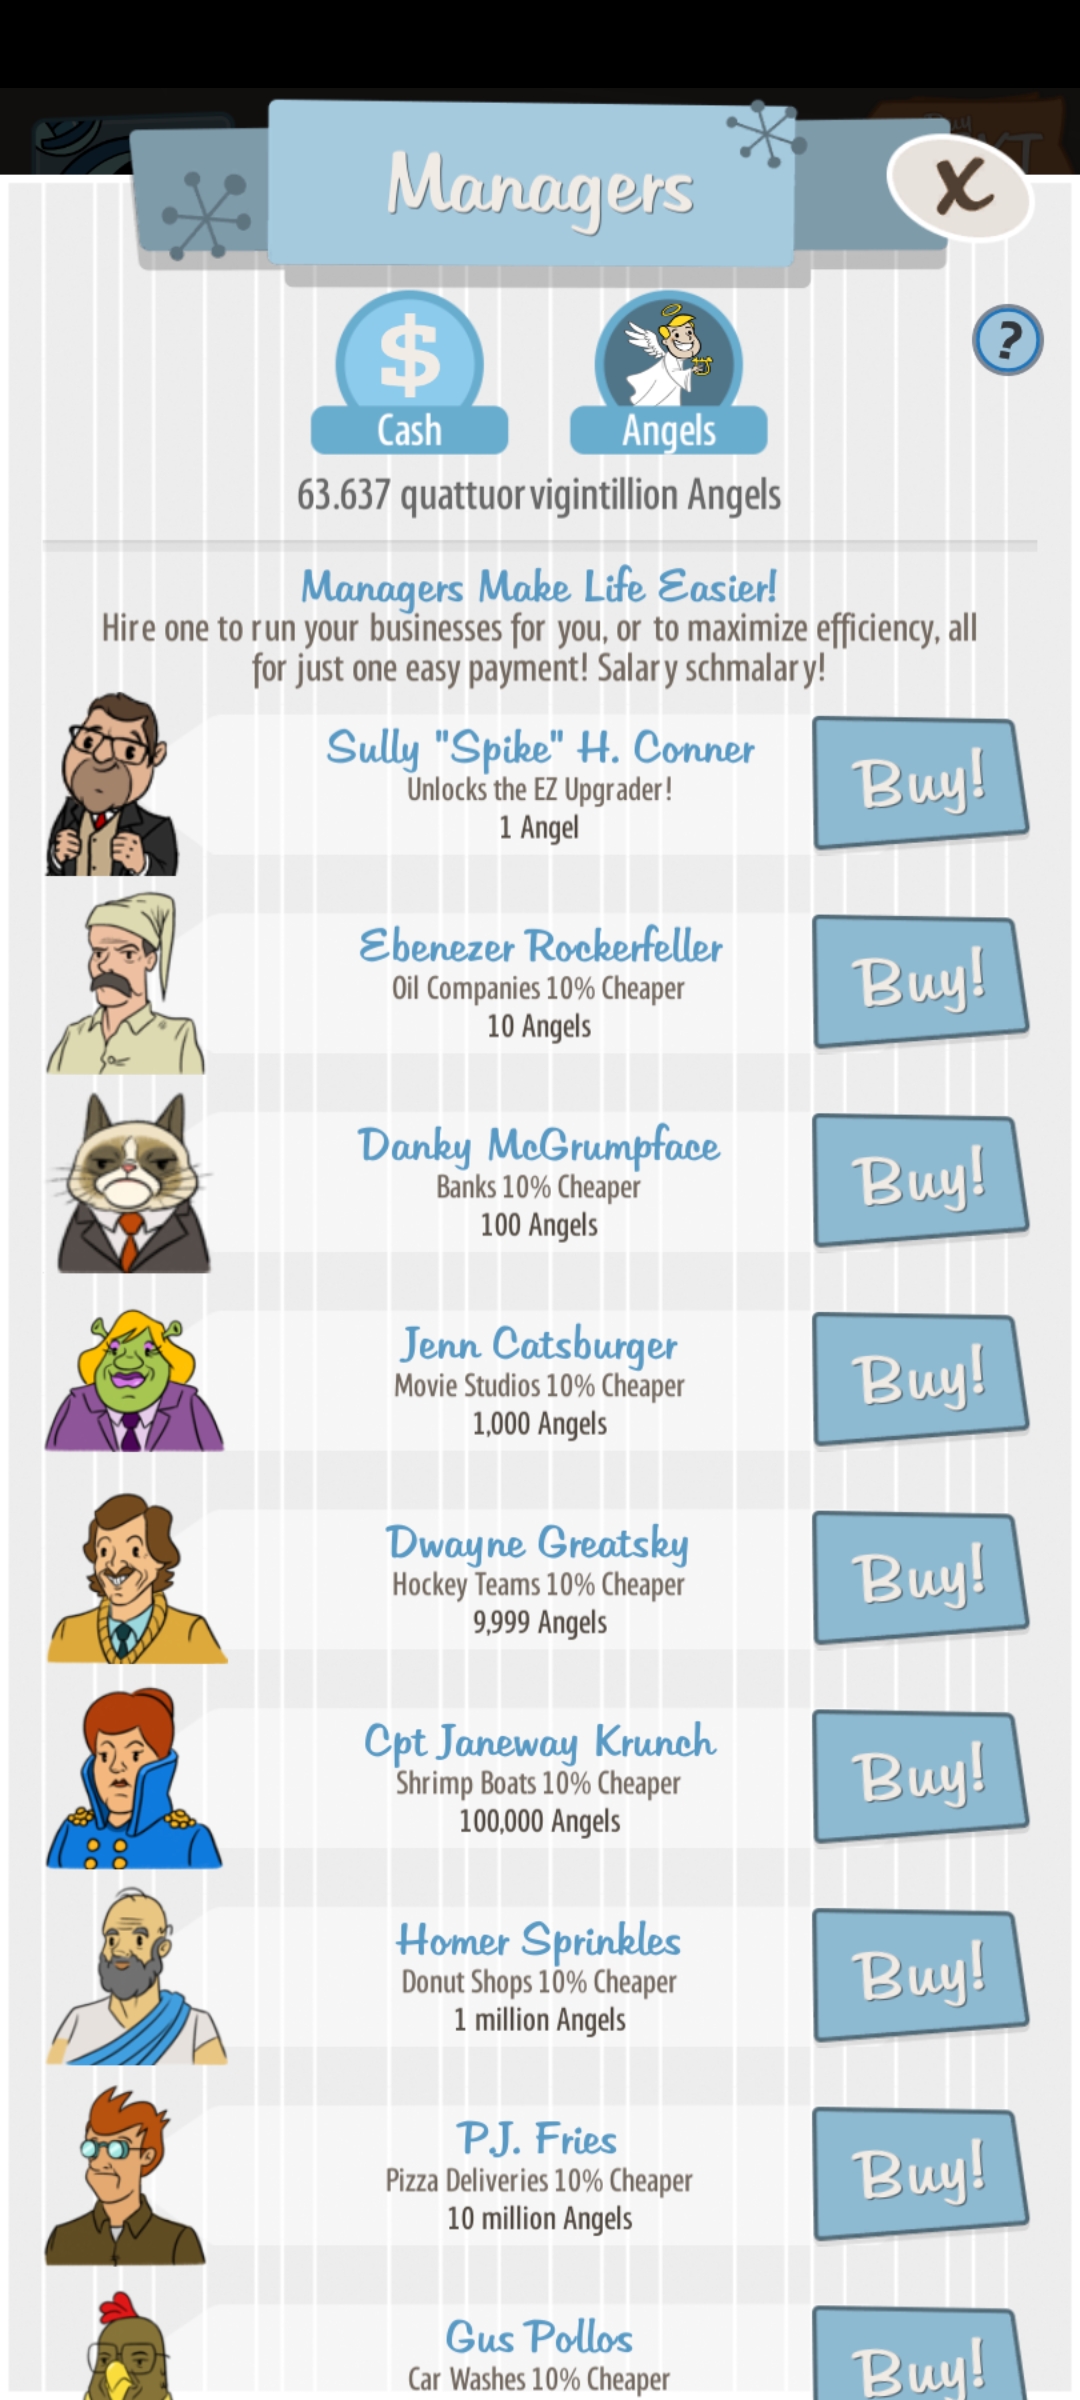 Managers
X
$
?
Cash
Angels
63.637 quattuorvigintillion Angels
Managers Make Life Easier!
Hire one to run your businesses for you, or to maximize efficiency, all
for just one easy payment! Salary schmalary!
Sully "Spike" H. Conner
Unlocks the EZ Upgrader!
1 Angel
Buy!
Ebenezer Rockerfeller
Oil Companies 10% Cheaper
10 Angels
Buy!
Danky McGrumpface
Banks 10% Cheaper
100 Angels
Buy!
Jenn Catsburger
Movie Studios 10% Cheaper
1,000 Angels
Buy!
Dwayne Greatsky
Hockey Teams 10% Cheaper
9,999 Angels
Buy!
Cpt Janeway Krunch
Shrimp Boats 10% Cheaper
100,000 Angels
Buy!
Homer Sprinkles
Donut Shops 10% Cheaper
1 million Angels
Buy!
P.J. Fries
Pizza Deliveries 10% Cheaper
10 million Angels
Buy!
Gus Pollos
Car Washes 10% Cheaper
Buy!